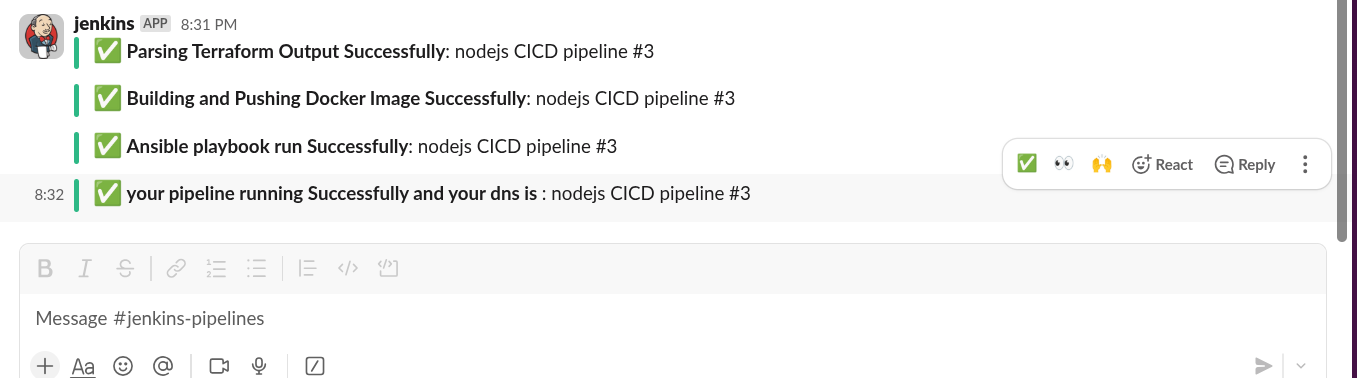 jenkins APP 8:31 PM
✅ Parsing Terraform Output Successfully: nodejs CICD pipeline #3
✅ Building and Pushing Docker Image Successfully: nodejs CICD pipeline #3
✅ Ansible playbook run Successfully: nodejs CICD pipeline #3
✅ 👀 🙌 React Reply
8:32 ✅ your pipeline running Successfully and your dns is : nodejs CICD pipeline #3
B I S
Message #jenkins-pipelines
Aa